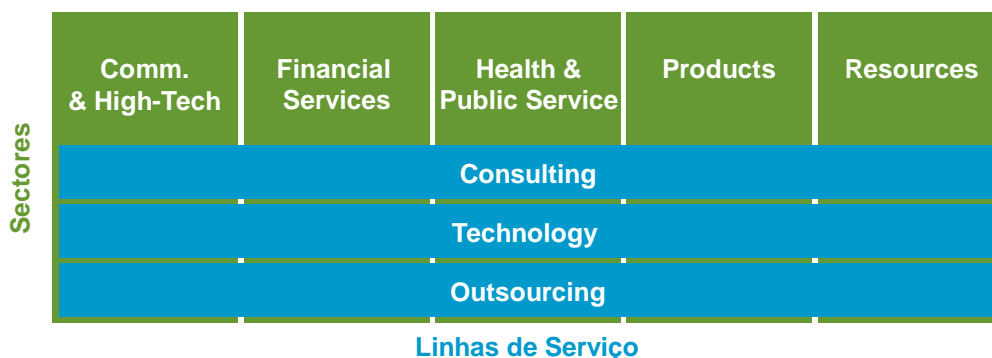 Comm.
& High-Tech
Financial
Services
Health &
Public Service
Products
Resources
Sectores
Consulting
Technology
Outsourcing
Linhas de Serviço